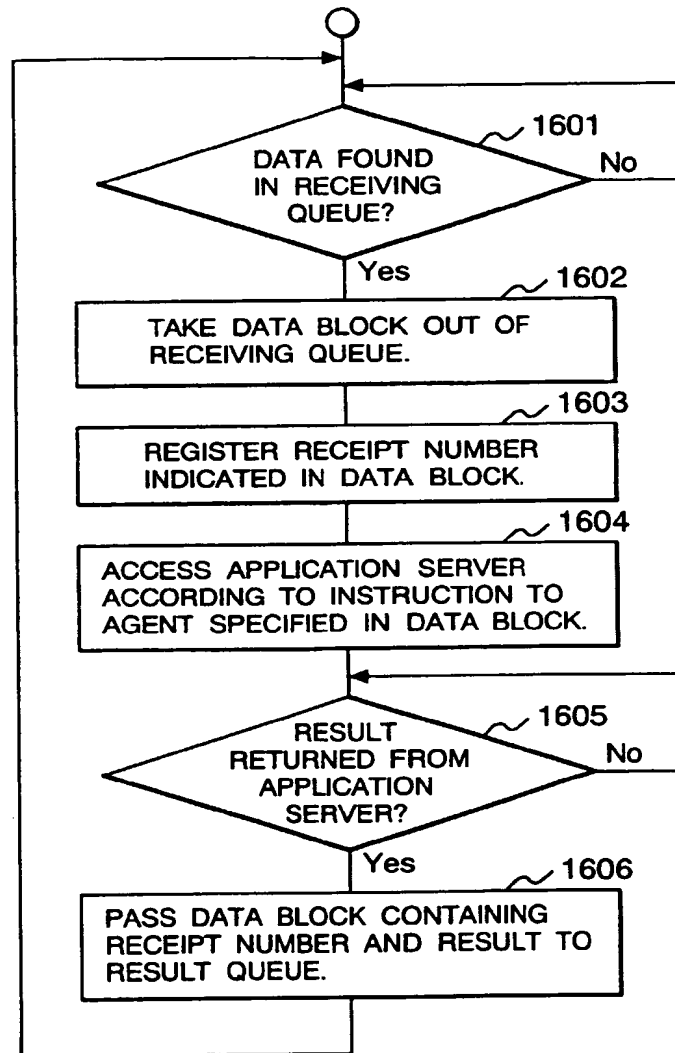 1601
DATA FOUND
IN RECEIVING
QUEUE?
No
Yes
1602
TAKE DATA BLOCK OUT OF
RECEIVING QUEUE.
1603
REGISTER RECEIPT NUMBER
INDICATED IN DATA BLOCK.
1604
ACCESS APPLICATION SERVER
ACCORDING TO INSTRUCTION TO
AGENT SPECIFIED IN DATA BLOCK.
1605
RESULT
RETURNED FROM
APPLICATION
SERVER?
No
Yes
1606
PASS DATA BLOCK CONTAINING
RECEIPT NUMBER AND RESULT TO
RESULT QUEUE.